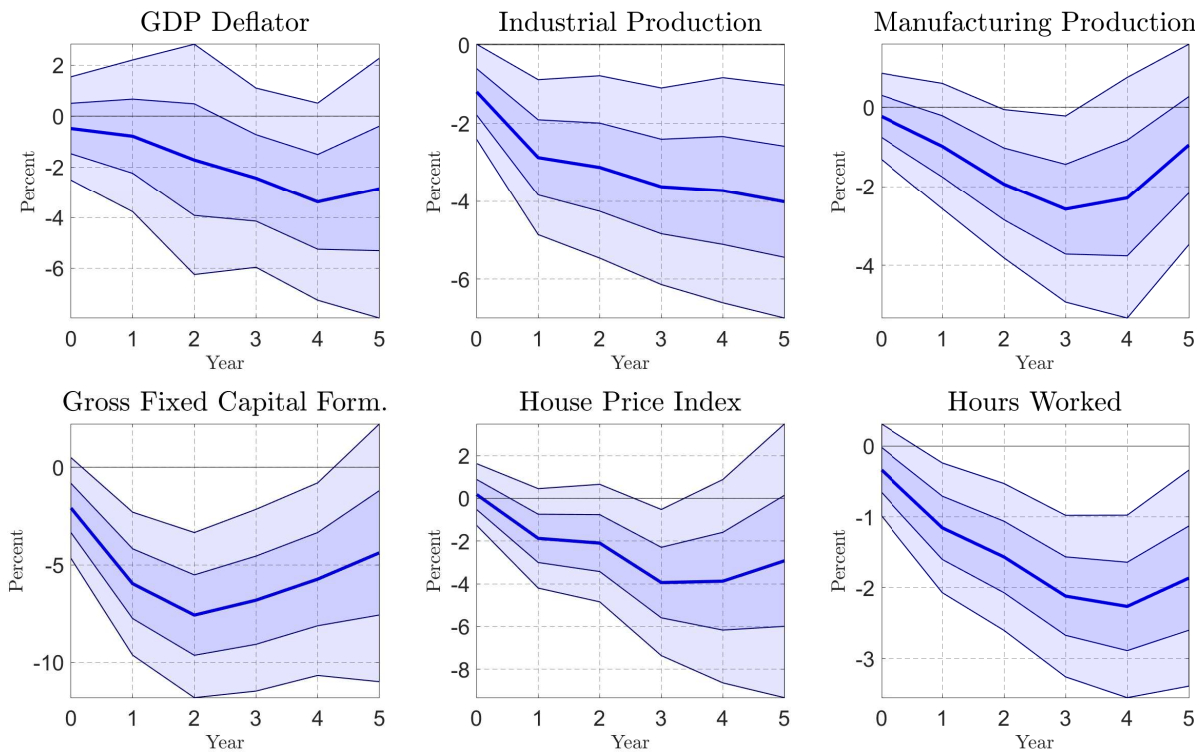 GDP Deflator
Percent
2
0
-2
-4
-6
0 1 2 3 4 5
Year
Industrial Production
Percent
0
-2
-4
-6
0 1 2 3 4 5
Year
Manufacturing Production
Percent
0
-2
-4
0 1 2 3 4 5
Year
Gross Fixed Capital Form.
Percent
0
-5
-10
0 1 2 3 4 5
Year
House Price Index
Percent
2
0
-2
-4
-6
-8
0 1 2 3 4 5
Year
Hours Worked
Percent
0
-1
-2
-3
0 1 2 3 4 5
Year